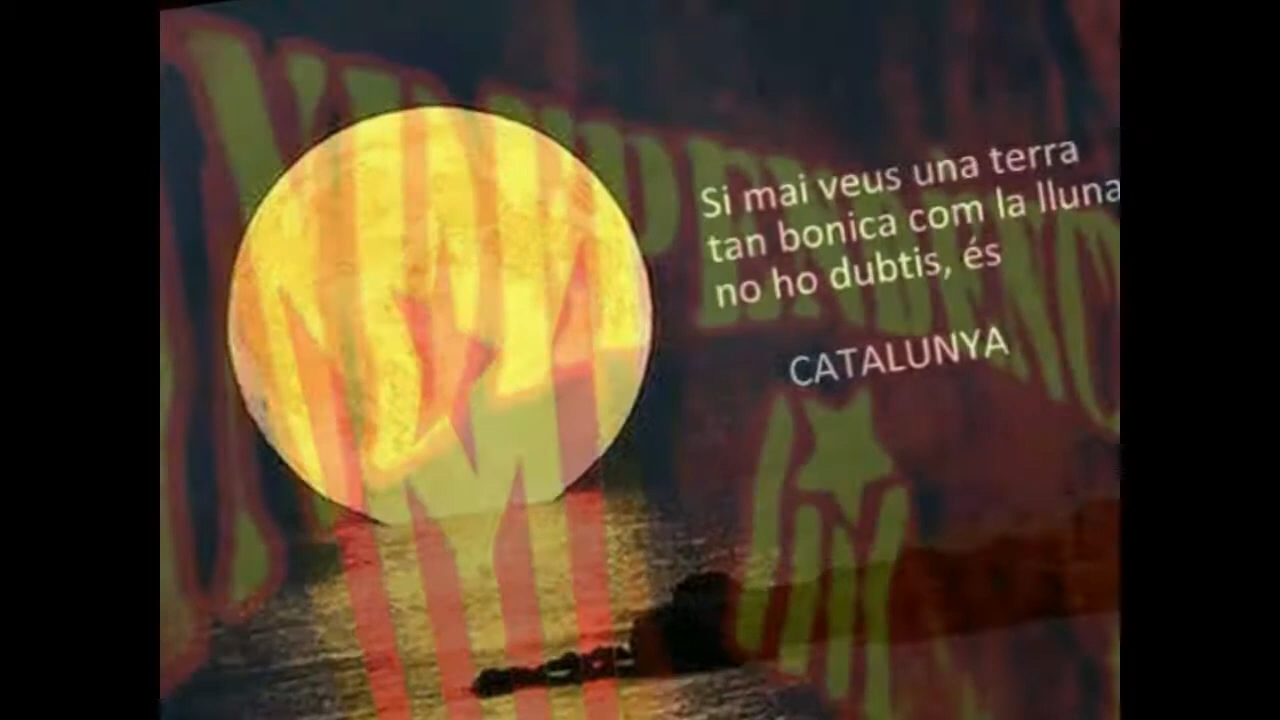 Si mai veus una terra
tan bonica com la lluna
no ho dubtis, és
CATALUNYA